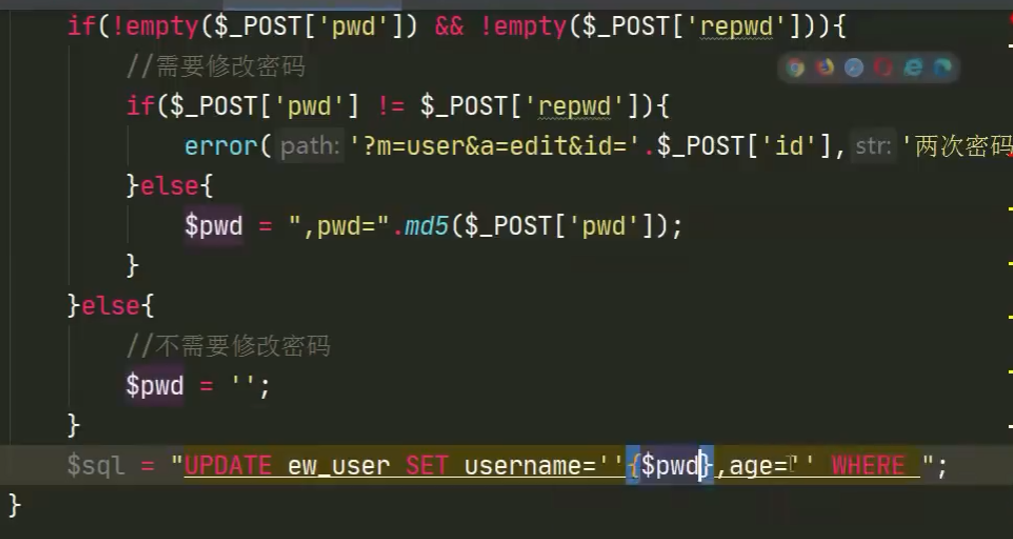 if(!empty($_POST['pwd']) && !empty($_POST['repwd'])){
//需要修改密码
if($_POST['pwd'] != $_POST['repwd']){
error( path: '?m=user&a=edit&id='.$_POST['id'], str: '两次密码
}else{
$pwd = ",pwd=".md5($_POST['pwd']);
}
}else{
//不需要修改密码
$pwd = '';
}
$sql = "UPDATE ew_user SET username=''{$pwd},age='' WHERE ";
}